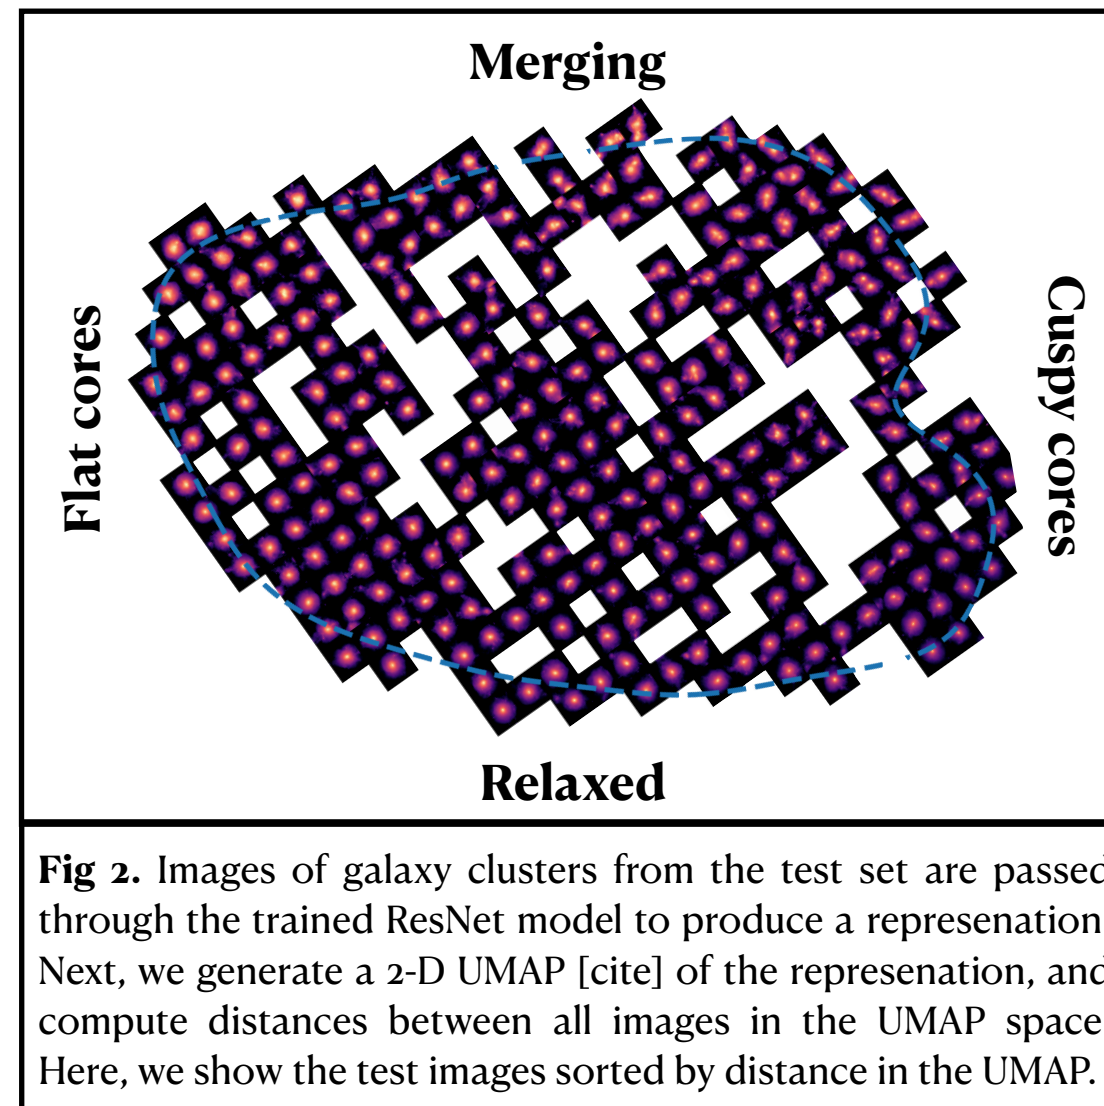 Merging
Flat cores
Cuspy cores
Relaxed
Fig 2. Images of galaxy clusters from the test set are passed
through the trained ResNet model to produce a represenation
Next, we generate a 2-D UMAP [cite] of the represenation, and
compute distances between all images in the UMAP space
Here, we show the test images sorted by distance in the UMAP.